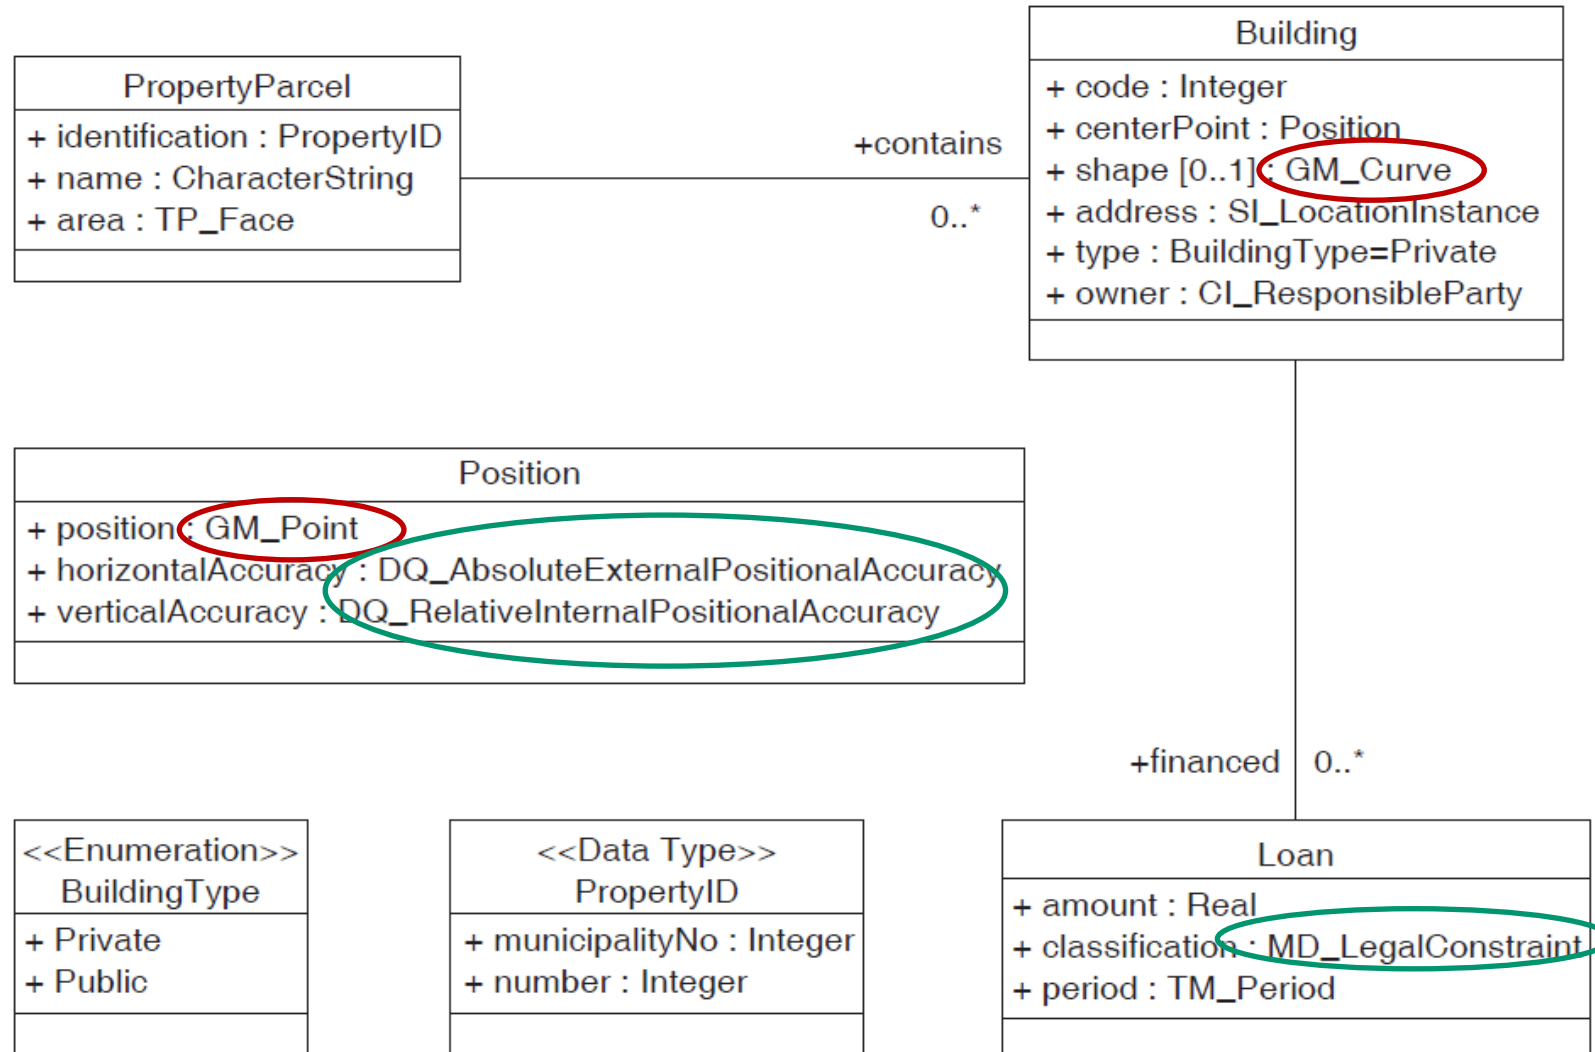 PropertyParcel
+ identification : PropertyID
+ name : CharacterString
+ area : TP_Face
+contains
0..*
Building
+ code : Integer
+ centerPoint : Position
+ shape [0..1] : GM_Curve
+ address : SI_LocationInstance
+ type : BuildingType=Private
+ owner : CI_ResponsibleParty
Position
+ position : GM_Point
+ horizontalAccuracy : DQ_AbsoluteExternalPositionalAccuracy
+ verticalAccuracy : DQ_RelativeInternalPositionalAccuracy
+financed 0..*
<<Enumeration>>
BuildingType
+ Private
+ Public
<<Data Type>>
PropertyID
+ municipalityNo : Integer
+ number : Integer
Loan
+ amount : Real
+ classification : MD_LegalConstraint
+ period : TM_Period